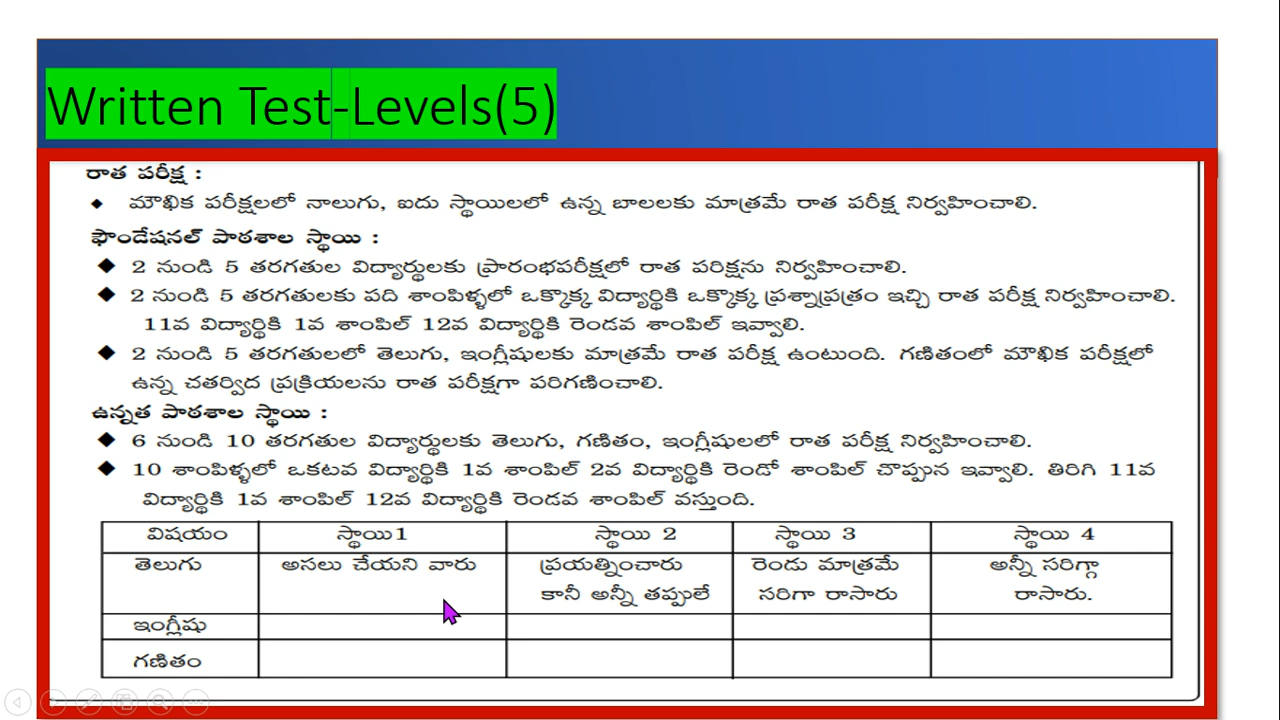 Written Test-Levels(5)
రాత పరీక్ష :
మౌఖిక పరీక్షలలో నాలుగు, ఐదు స్థాయిలలో ఉన్న బాలలకు మాత్రమే రాత పరీక్ష నిర్వహించాలి.
ఫౌండేషనల్ పాఠశాల స్థాయి :
2 నుండి 5 తరగతుల విద్యార్థులకు ప్రారంభపరీక్షలో రాత పరిక్షను నిర్వహించాలి.
2 నుండి 5 తరగతులకు పది శాంపిళ్ళలో ఒక్కొక్క విద్యార్థికి ఒక్కొక్క ప్రశ్నాప్రత్రం ఇచ్చి రాత పరీక్ష నిర్వహించాలి.
11వ విద్యార్థికి 1వ శాంపిల్ 12వ విద్యార్థికి రెండవ శాంపిల్ ఇవ్వాలి.
2 నుండి 5 తరగతులలో తెలుగు, ఇంగ్లీషులకు మాత్రమే రాత పరీక్ష ఉంటుంది. గణితంలో మౌఖిక పరీక్షలో
ఉన్న చతర్విద ప్రక్రియలను రాత పరీక్షగా పరిగణించాలి.
ఉన్నత పాఠశాల స్థాయి :
6 నుండి 10 తరగతుల విద్యార్థులకు తెలుగు, గణితం, ఇంగ్లీషులలో రాత పరీక్ష నిర్వహించాలి.
10 శాంపిళ్ళలో ఒకటవ విద్యార్థికి 1వ శాంపిల్ 2వ విద్యార్థికి రెండో శాంపిల్ చొప్పున ఇవ్వాలి. తిరిగి 11వ
విద్యార్థికి 1వ శాంపిల్ 12వ విద్యార్థికి రెండవ శాంపిల్ వస్తుంది.
విషయం స్థాయి1 స్థాయి 2 స్థాయి 3 స్థాయి 4
తెలుగు అసలు చేయని వారు ప్రయత్నించారు రెండు మాత్రమే అన్నీ సరిగ్గా
కానీ అన్నీ తప్పులే సరిగా రాసారు రాసారు.
ఇంగ్లీషు
గణితం